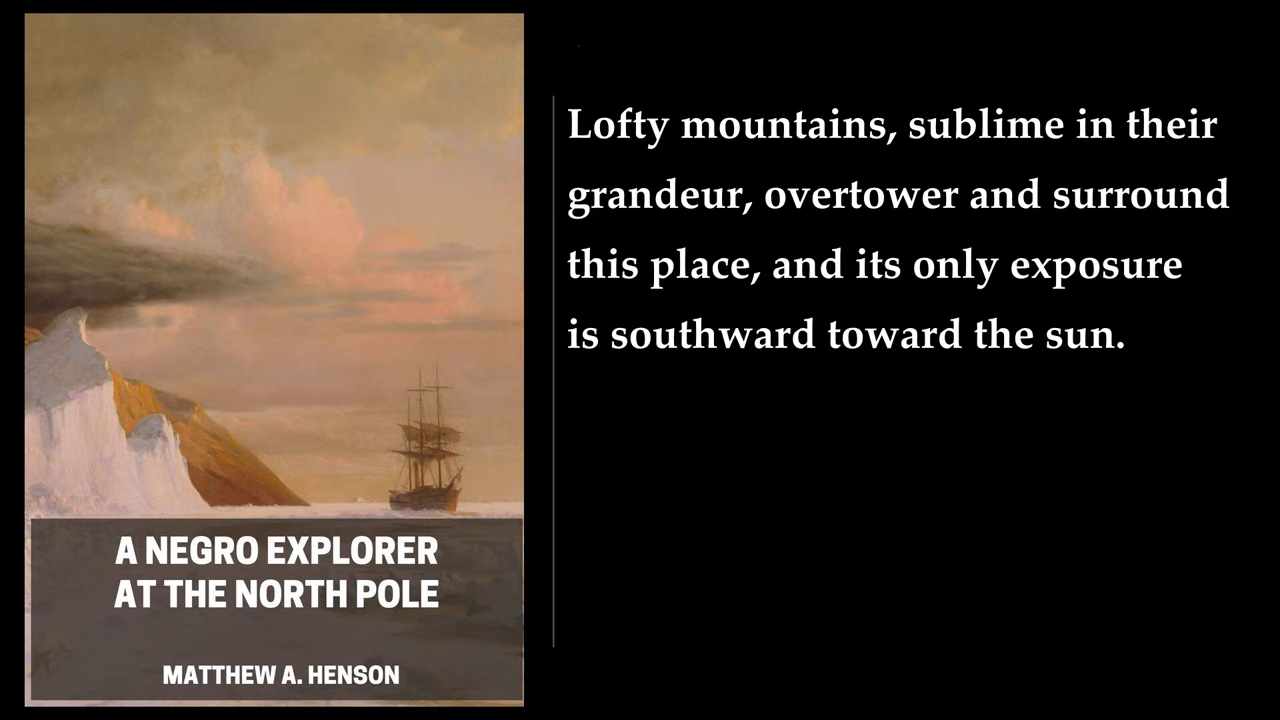 Lofty mountains, sublime in their
grandeur, overtower and surround
this place, and its only exposure
is southward toward the sun.
A NEGRO EXPLORER
AT THE NORTH POLE
MATTHEW A. HENSON